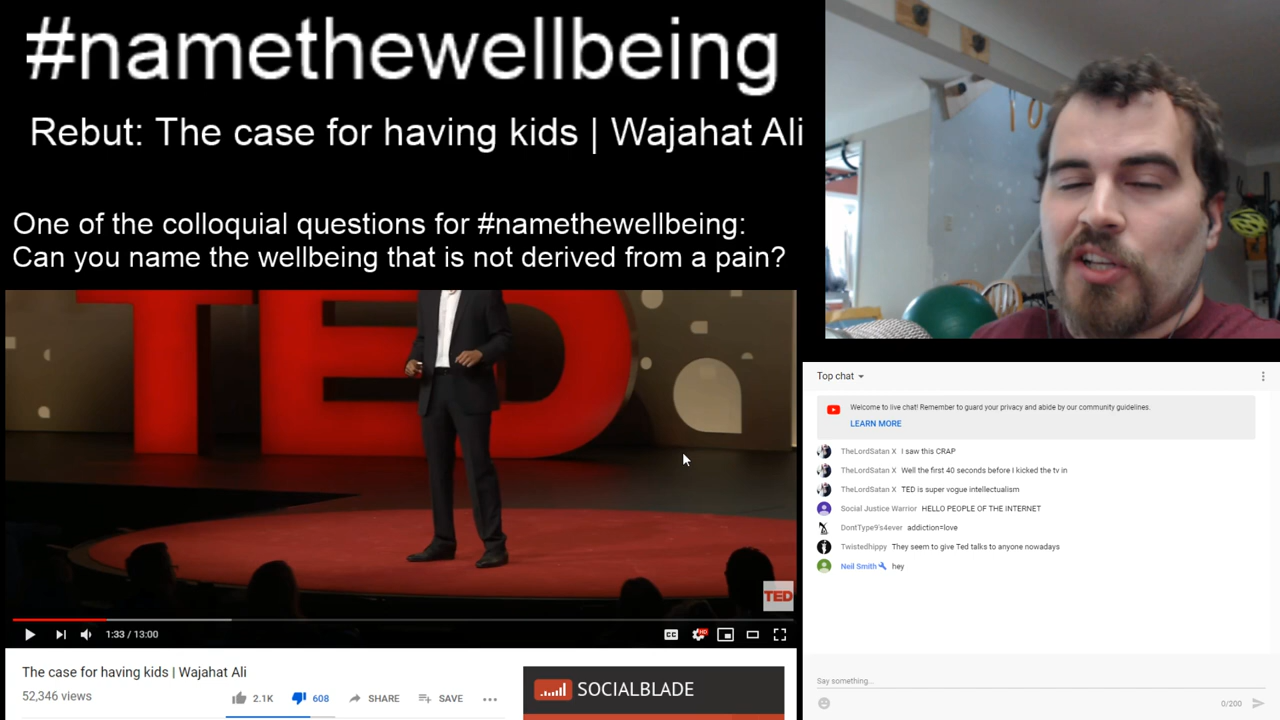 #namethewellbeing
Rebut: The case for having kids | Wajahat Ali
One of the colloquial questions for #namethewellbeing:
Can you name the wellbeing that is not derived from a pain?
TED
TED
1:33 / 13:00
CC
HD
The case for having kids | Wajahat Ali
52,346 views
2.1K
608
SHARE
SAVE
SOCIALBLADE
Top chat
Welcome to live chat! Remember to guard your privacy and abide by our community guidelines.
LEARN MORE
TheLordSatan X I saw this CRAP
TheLordSatan X Well the first 40 seconds before I kicked the tv in
TheLordSatan X TED is super vogue intellectualism
Social Justice Warrior HELLO PEOPLE OF THE INTERNET
DontType9's4ever addiction=love
Twistedhippy They seem to give Ted talks to anyone nowadays
Neil Smith hey
Say something...
0/200